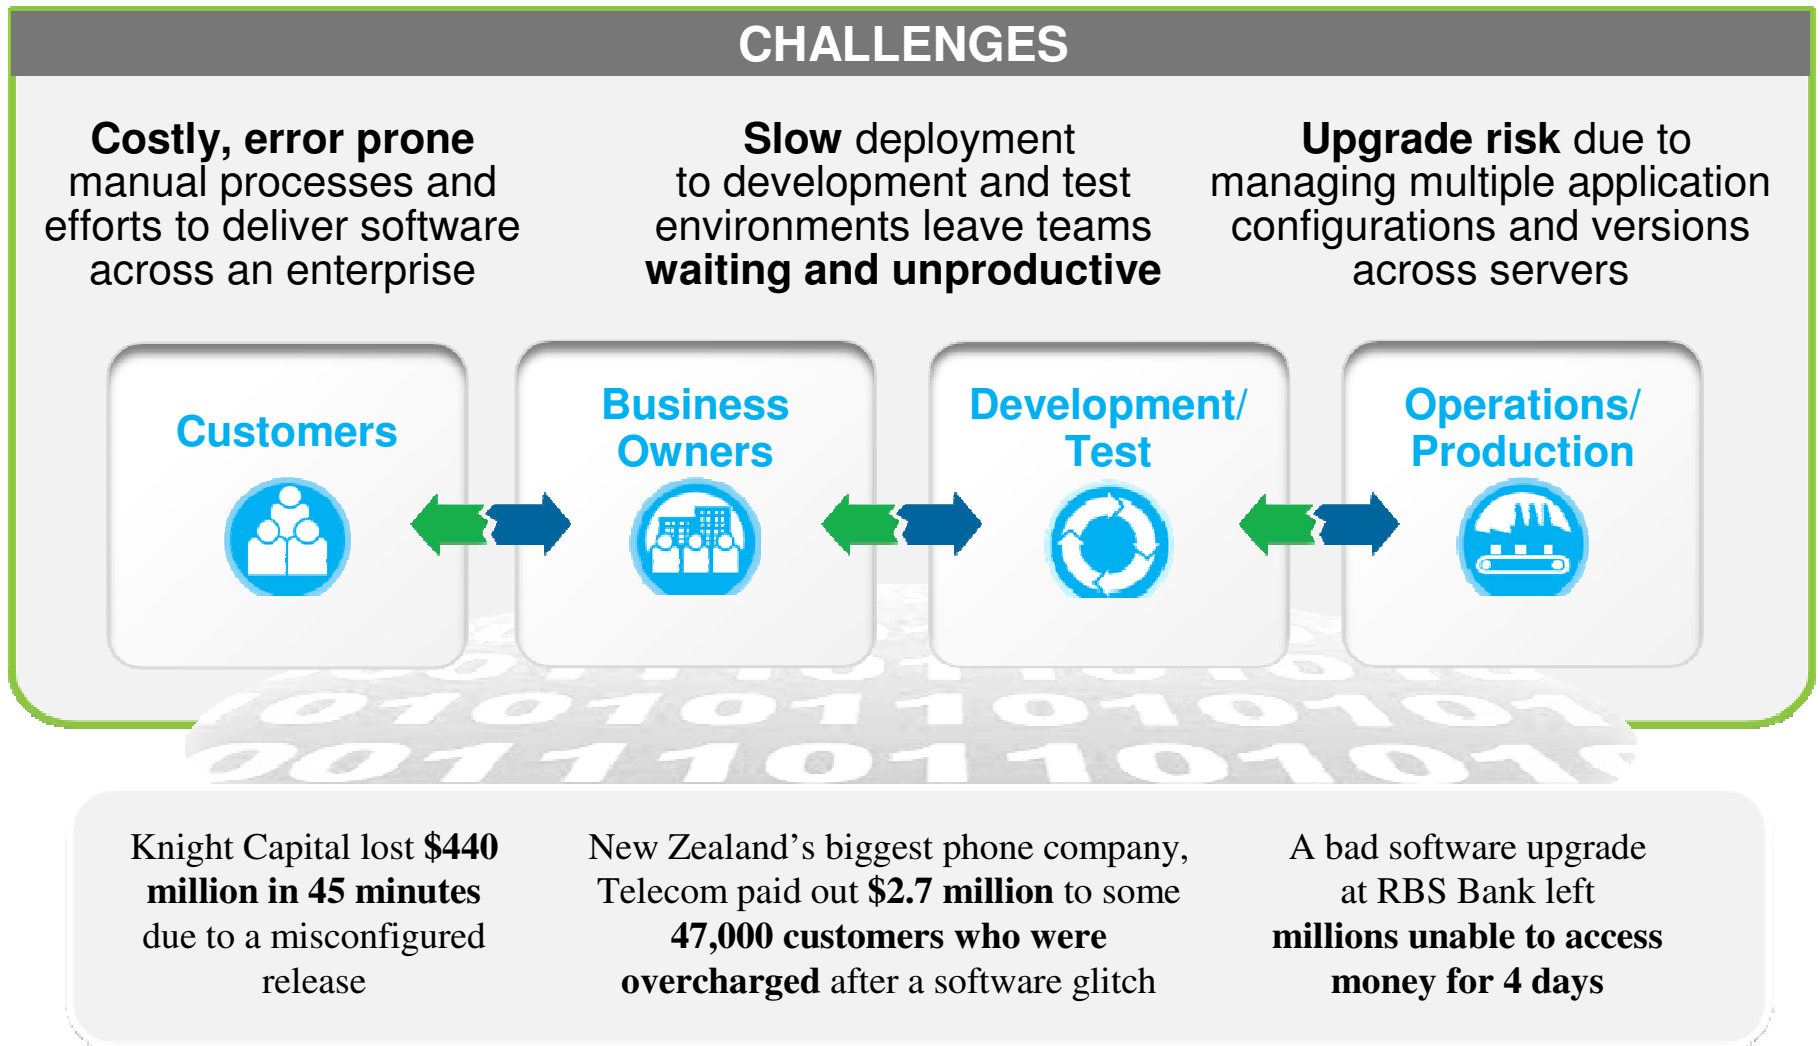 CHALLENGES
Costly, error prone
manual processes and
efforts to deliver software
across an enterprise
Slow deployment
to development and test
environments leave teams
waiting and unproductive
Upgrade risk due to
managing multiple application
configurations and versions
across servers
Customers
Business
Owners
Development/
Test
Operations/
Production
Knight Capital lost $440
million in 45 minutes
due to a misconfigured
release
New Zealand’s biggest phone company,
Telecom paid out $2.7 million to some
47,000 customers who were
overcharged after a software glitch
A bad software upgrade
at RBS Bank left
millions unable to access
money for 4 days